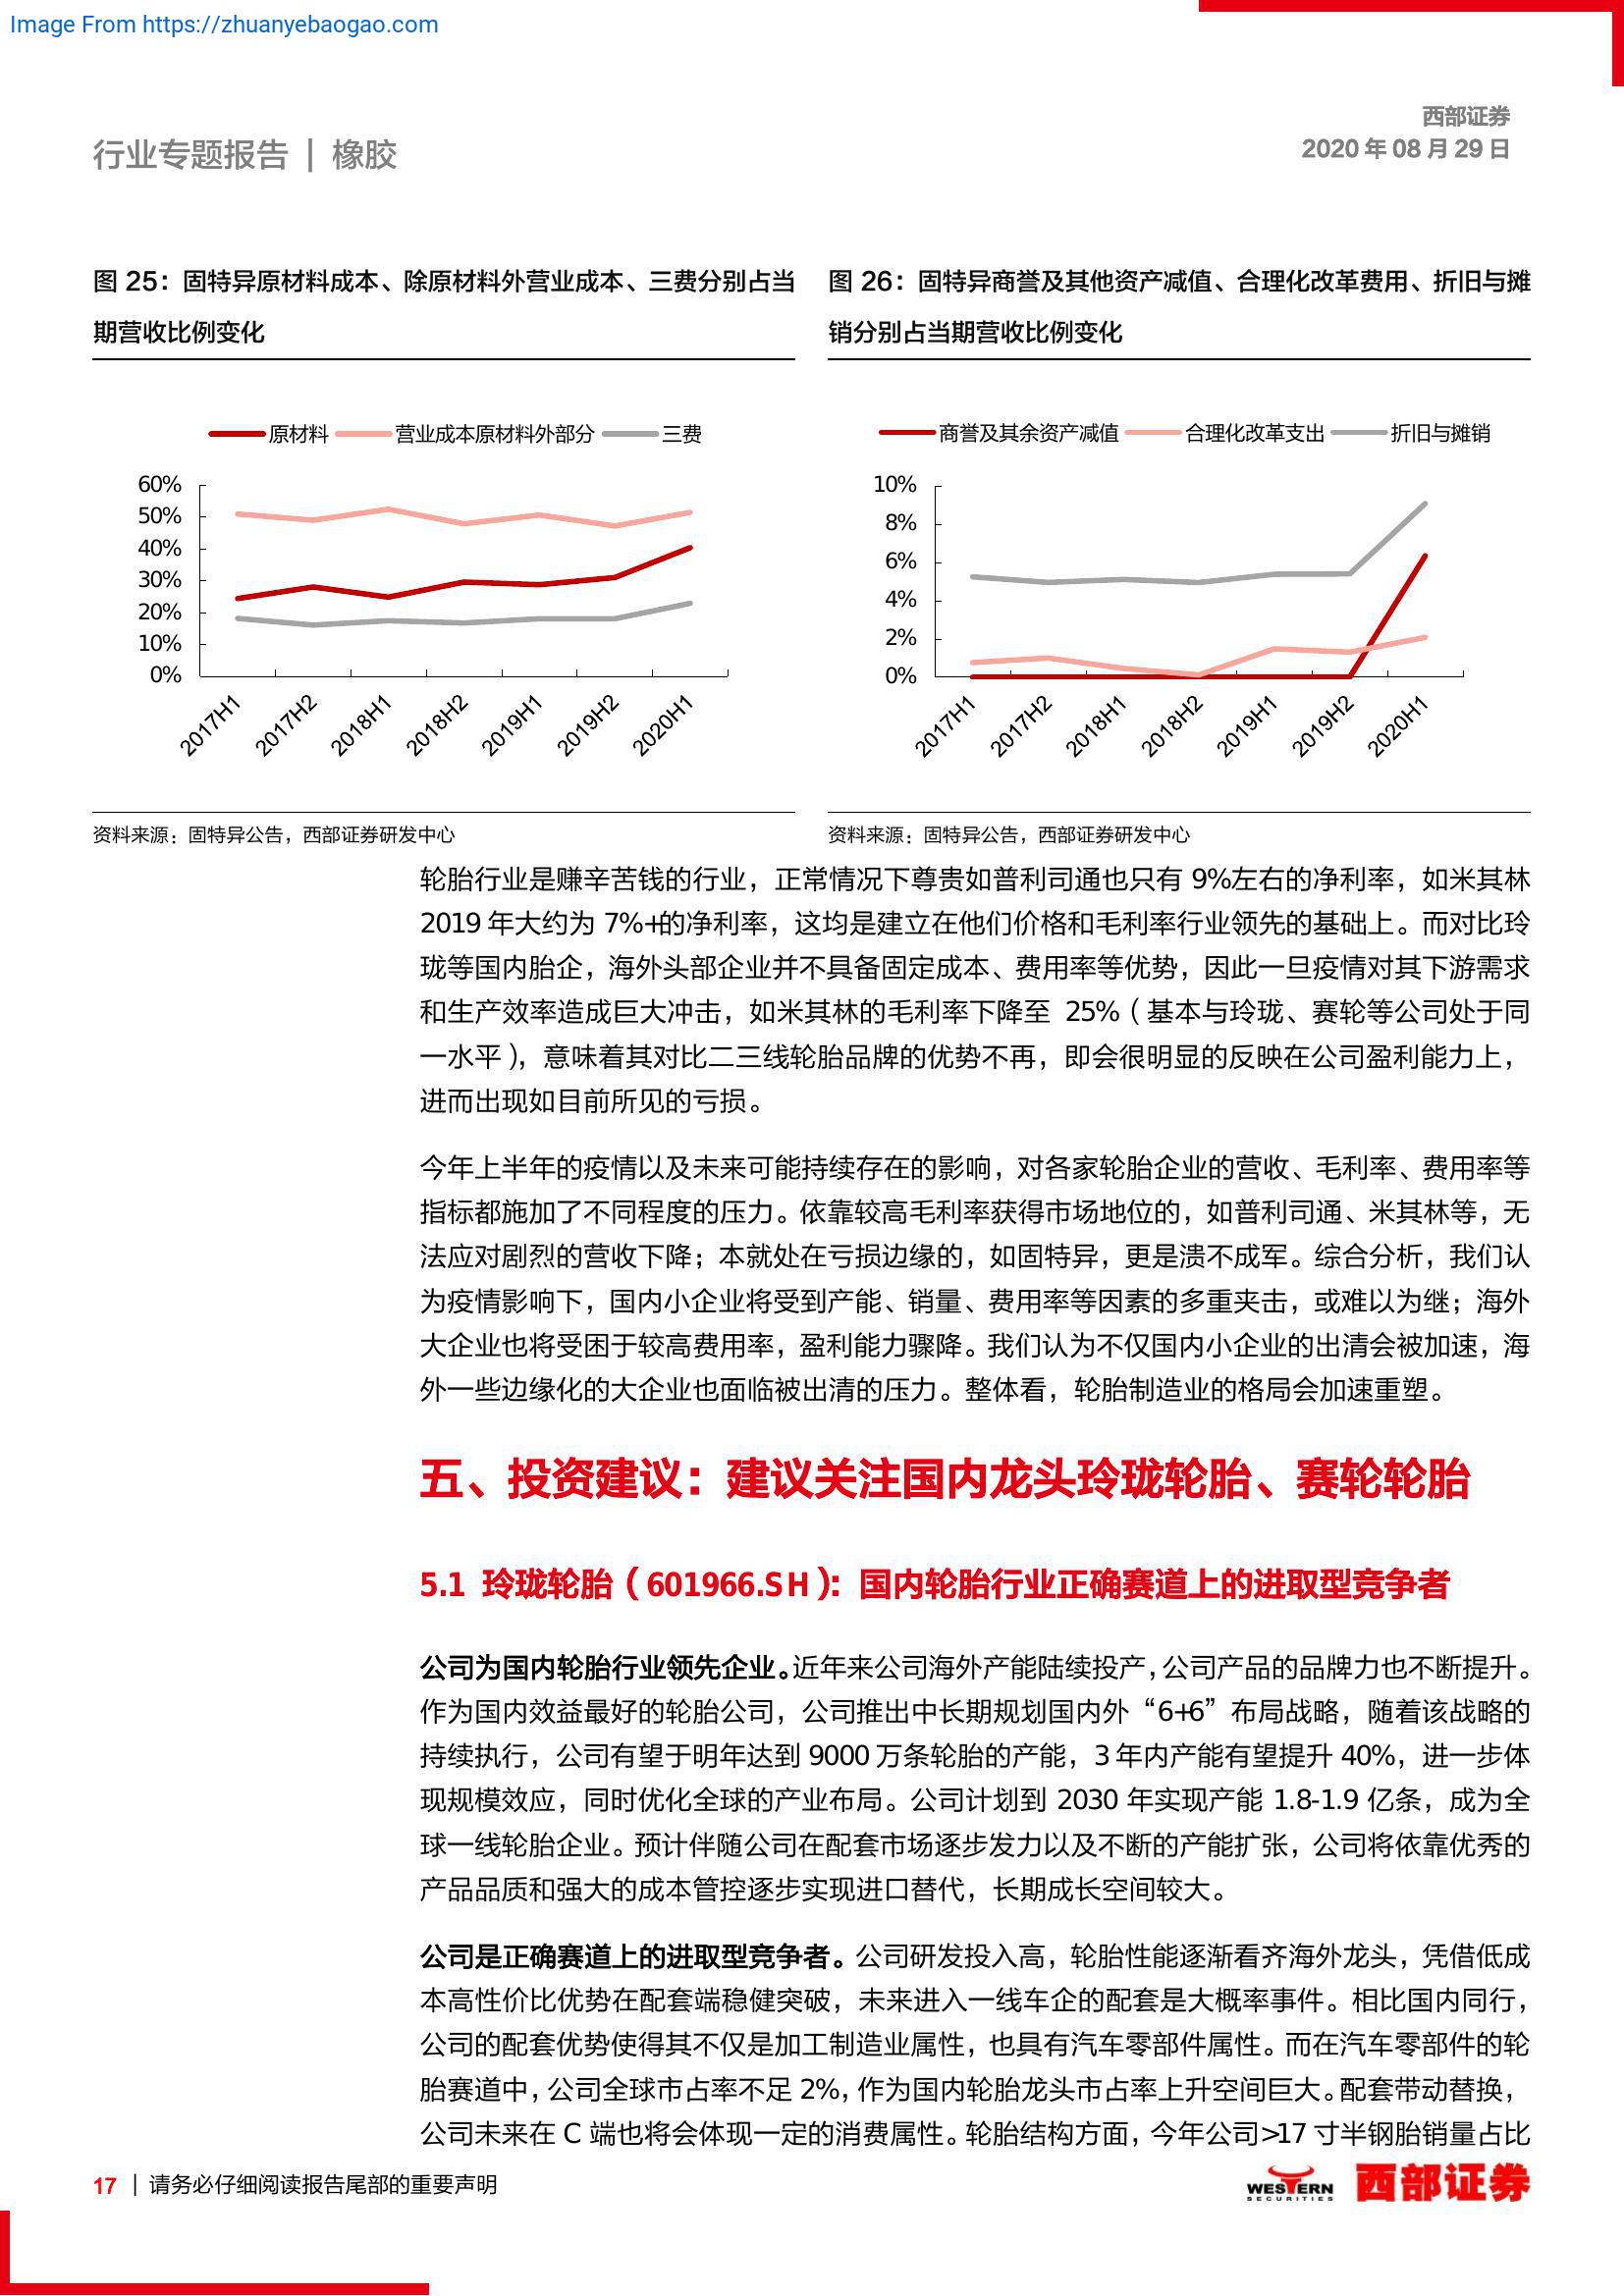 Image From https://zhuanyebaogao.com
西部证券
行业专题报告 | 橡胶
2020 年 08 月 29 日
图 25：固特异原材料成本、除原材料外营业成本、三费分别占当
期营收比例变化
图 26：固特异商誉及其他资产减值、合理化改革费用、折旧与摊
销分别占当期营收比例变化
原材料 营业成本原材料外部分 三费
60%
50%
40%
30%
20%
10%
0%
2017H1 2017H2 2018H1 2018H2 2019H1 2019H2 2020H1
商誉及其余资产减值 合理化改革支出 折旧与摊销
10%
8%
6%
4%
2%
0%
2017H1 2017H2 2018H1 2018H2 2019H1 2019H2 2020H1
资料来源：固特异公告，西部证券研发中心
资料来源：固特异公告，西部证券研发中心
轮胎行业是赚辛苦钱的行业，正常情况下尊贵如普利司通也只有 9%左右的净利率，如米其林
2019 年大约为 7%+的净利率，这均是建立在他们价格和毛利率行业领先的基础上。而对比玲
珑等国内胎企，海外头部企业并不具备固定成本、费用率等优势，因此一旦疫情对其下游需求
和生产效率造成巨大冲击，如米其林的毛利率下降至 25%（基本与玲珑、赛轮等公司处于同
一水平），意味着其对比二三线轮胎品牌的优势不再，即会很明显的反映在公司盈利能力上，
进而出现如目前所见的亏损。
今年上半年的疫情以及未来可能持续存在的影响，对各家轮胎企业的营收、毛利率、费用率等
指标都施加了不同程度的压力。依靠较高毛利率获得市场地位的，如普利司通、米其林等，无
法应对剧烈的营收下降；本就处在亏损边缘的，如固特异，更是溃不成军。综合分析，我们认
为疫情影响下，国内小企业将受到产能、销量、费用率等因素的多重夹击，或难以为继；海外
大企业也将受困于较高费用率，盈利能力骤降。我们认为不仅国内小企业的出清会被加速，海
外一些边缘化的大企业也面临被出清的压力。整体看，轮胎制造业的格局会加速重塑。
五、投资建议：建议关注国内龙头玲珑轮胎、赛轮轮胎
5.1 玲珑轮胎（601966.SH）：国内轮胎行业正确赛道上的进取型竞争者
公司为国内轮胎行业领先企业。近年来公司海外产能陆续投产，公司产品的品牌力也不断提升。
作为国内效益最好的轮胎公司，公司推出中长期规划国内外“6+6”布局战略，随着该战略的
持续执行，公司有望于明年达到 9000 万条轮胎的产能，3 年内产能有望提升 40%，进一步体
现规模效应，同时优化全球的产业布局。公司计划到 2030 年实现产能 1.8-1.9 亿条，成为全
球一线轮胎企业。预计伴随公司在配套市场逐步发力以及不断的产能扩张，公司将依靠优秀的
产品品质和强大的成本管控逐步实现进口替代，长期成长空间较大。
公司是正确赛道上的进取型竞争者。公司研发投入高，轮胎性能逐渐看齐海外龙头，凭借低成
本高性价比优势在配套端稳健突破，未来进入一线车企的配套是大概率事件。相比国内同行，
公司的配套优势使得其不仅是加工制造业属性，也具有汽车零部件属性。而在汽车零部件的轮
胎赛道中，公司全球市占率不足 2%，作为国内轮胎龙头市占率上升空间巨大。配套带动替换，
公司未来在 C 端也将会体现一定的消费属性。轮胎结构方面，今年公司>17 寸半钢胎销量占比
17 | 请务必仔细阅读报告尾部的重要声明
WESTERN
SECURITIES
西部证券